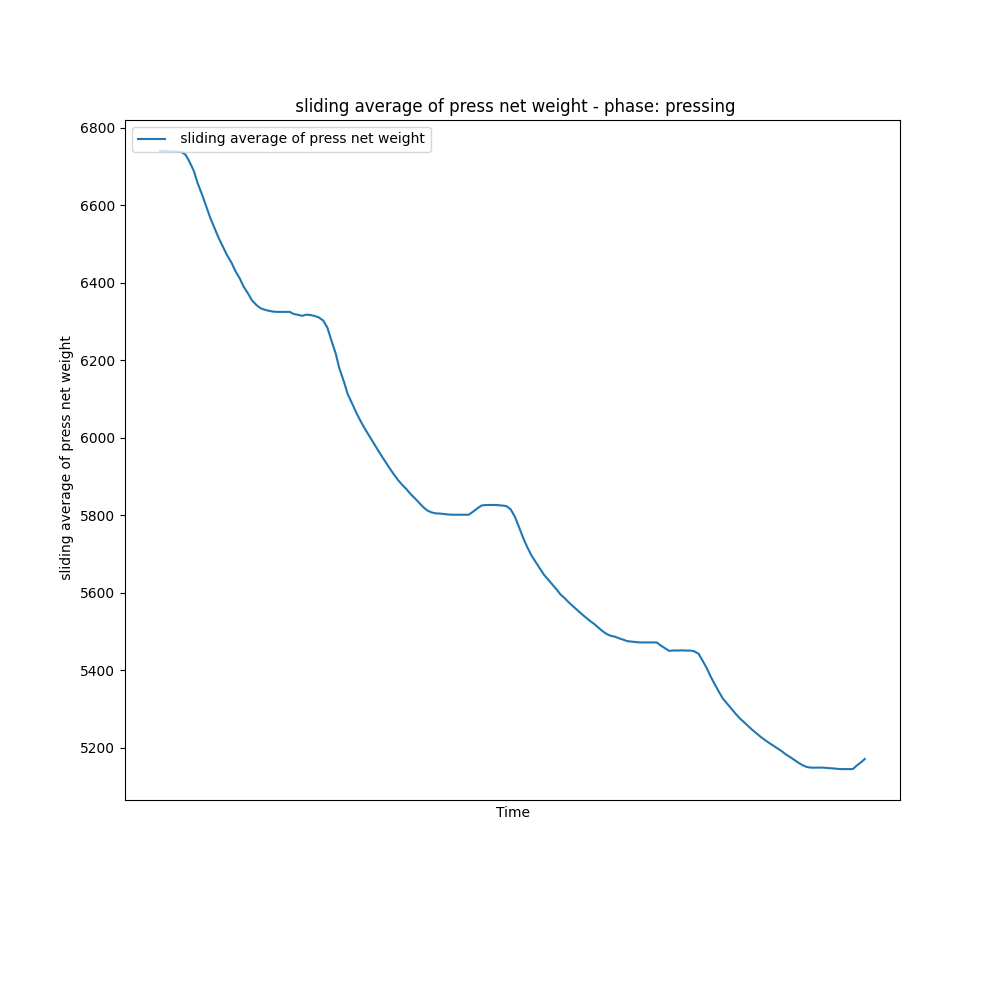 sliding average of press net weight - phase: pressing
sliding average of press net weight
6800
6600
6400
6200
6000
5800
5600
5400
5200
sliding average of press net weight
Time